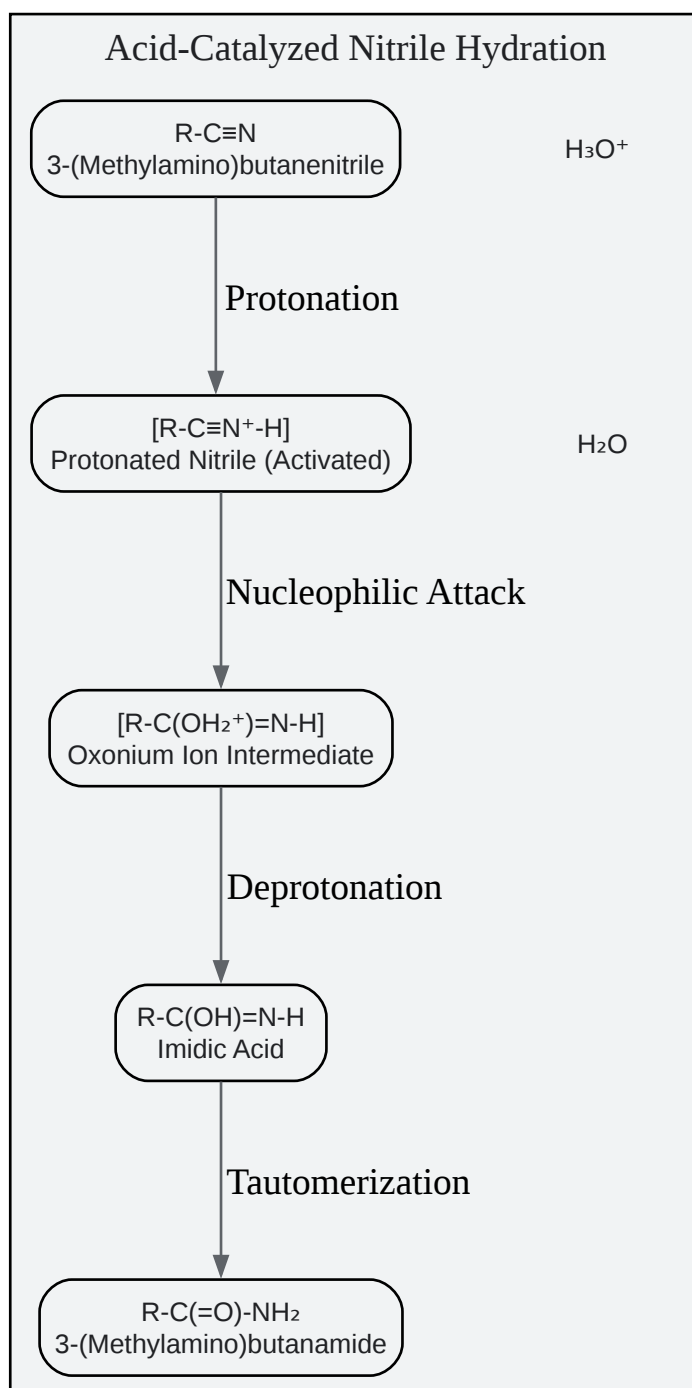 Acid-Catalyzed Nitrile Hydration
R-C≡N
3-(Methylamino)butanenitrile
H₃O⁺
Protonation
[R-C≡N⁺-H]
Protonated Nitrile (Activated)
H₂O
Nucleophilic Attack
[R-C(OH₂⁺)=N-H]
Oxonium Ion Intermediate
Deprotonation
R-C(OH)=N-H
Imidic Acid
Tautomerization
R-C(=O)-NH₂
3-(Methylamino)butanamide